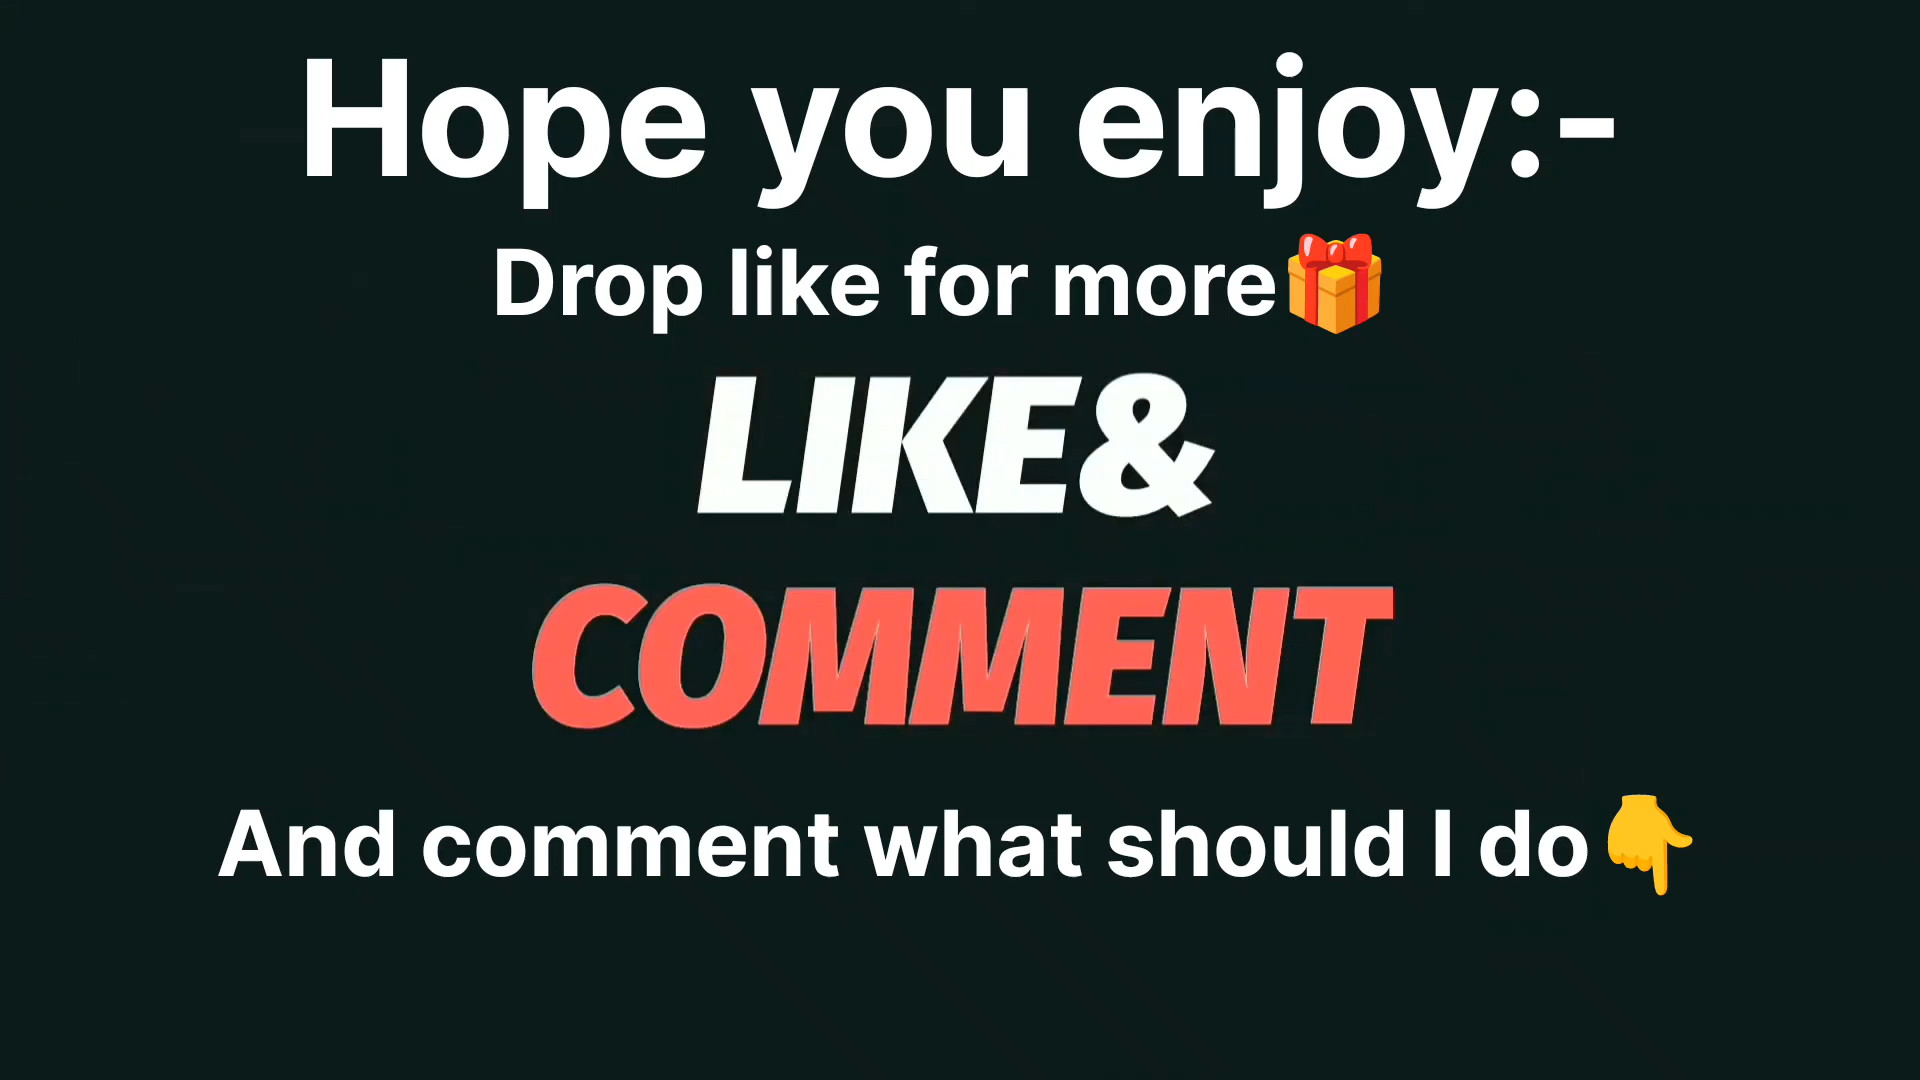 Hope you enjoy:-
Drop like for more🎁
LIKE&
COMMENT
And comment what should I do👇